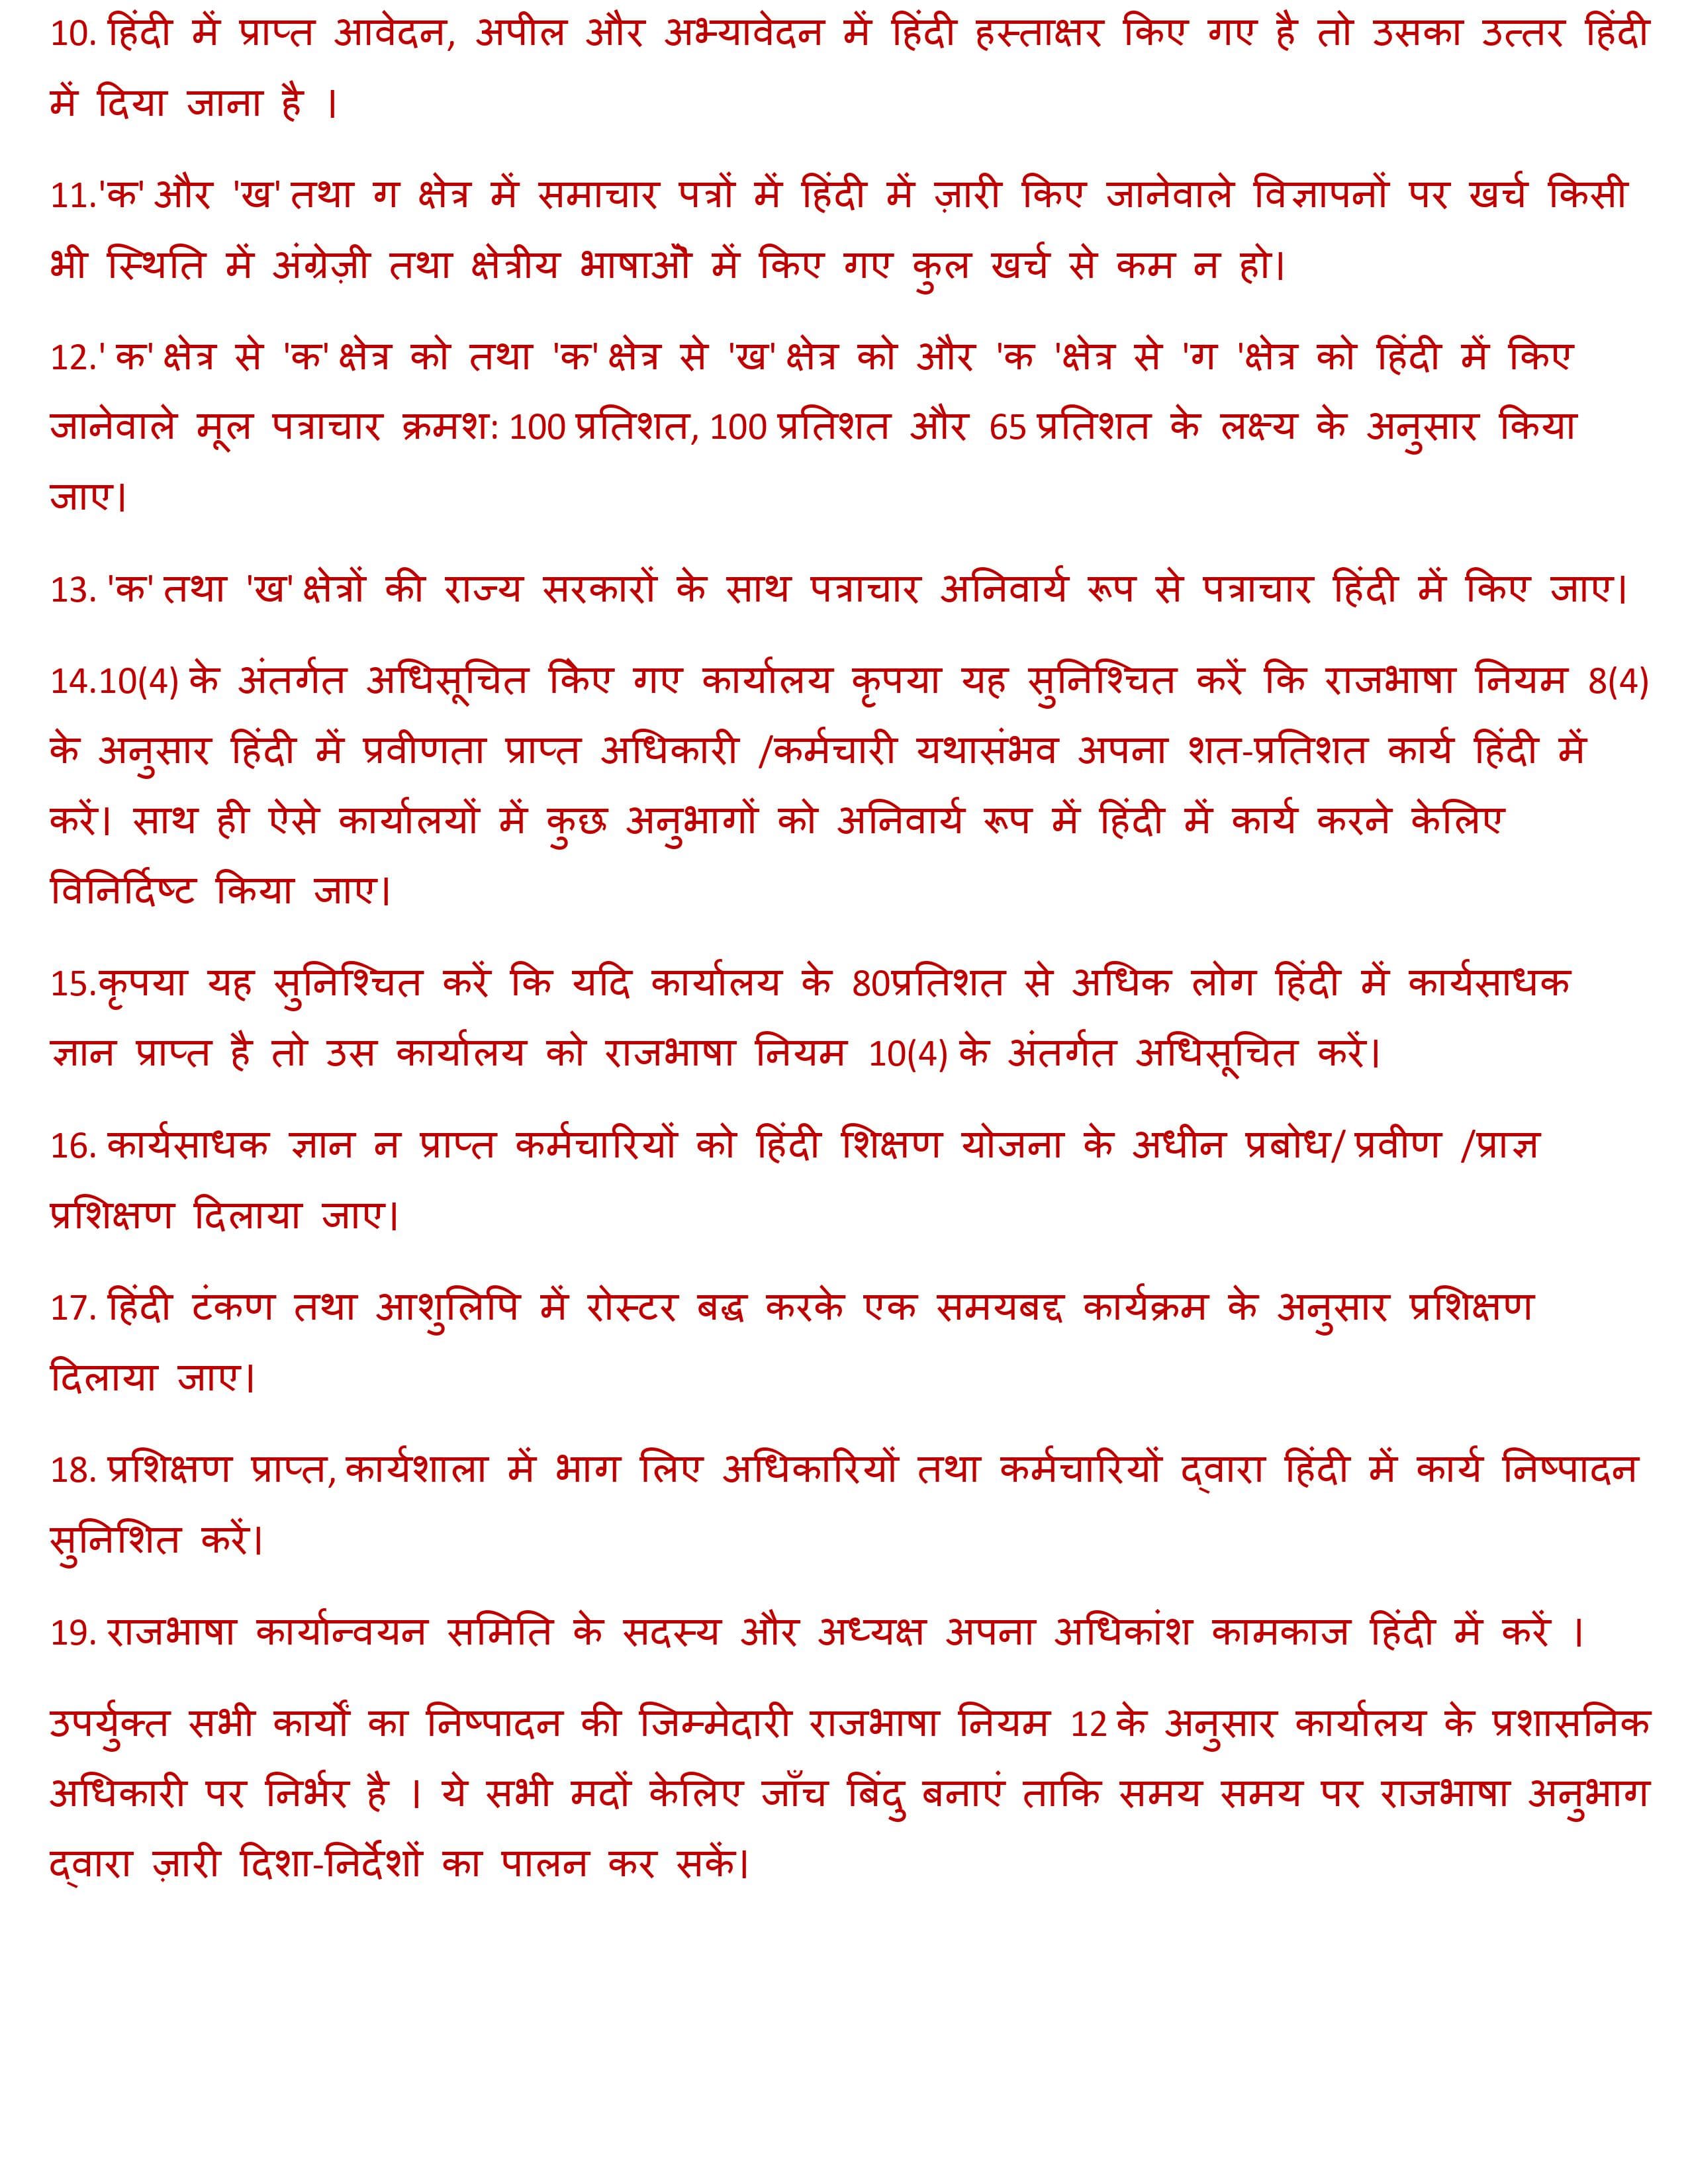 10. हिंदी में प्राप्त आवेदन, अपील और अभ्यावेदन में हिंदी हस्ताक्षर किए गए है तो उसका उत्तर हिंदी
में दिया जाना है ।
11.'क' और 'ख' तथा ग क्षेत्र में समाचार पत्रों में हिंदी में ज़ारी किए जानेवाले विज्ञापनों पर खर्च किसी
भी स्थिति में अंग्रेज़ी तथा क्षेत्रीय भाषाओँ में किए गए कुल खर्च से कम न हो।
12.' क' क्षेत्र से 'क' क्षेत्र को तथा 'क' क्षेत्र से 'ख' क्षेत्र को और 'क 'क्षेत्र से 'ग 'क्षेत्र को हिंदी में किए
जानेवाले मूल पत्राचार क्रमश: 100 प्रतिशत, 100 प्रतिशत और 65 प्रतिशत के लक्ष्य के अनुसार किया
जाए।
13. 'क' तथा 'ख' क्षेत्रों की राज्य सरकारों के साथ पत्राचार अनिवार्य रूप से पत्राचार हिंदी में किए जाए।
14.10(4) के अंतर्गत अधिसूचित किेए गए कार्यालय कृपया यह सुनिश्चित करें कि राजभाषा नियम 8(4)
के अनुसार हिंदी में प्रवीणता प्राप्त अधिकारी /कर्मचारी यथासंभव अपना शत-प्रतिशत कार्य हिंदी में
करें। साथ ही ऐसे कार्यालयों में कुछ अनुभागों को अनिवार्य रूप में हिंदी में कार्य करने केलिए
विनिर्दिष्ट किया जाए।
15.कृपया यह सुनिश्चित करें कि यदि कार्यालय के 80प्रतिशत से अधिक लोग हिंदी में कार्यसाधक
ज्ञान प्राप्त है तो उस कार्यालय को राजभाषा नियम 10(4) के अंतर्गत अधिसूचित करें।
16. कार्यसाधक ज्ञान न प्राप्त कर्मचारियों को हिंदी शिक्षण योजना के अधीन प्रबोध/ प्रवीण /प्राज्ञ
प्रशिक्षण दिलाया जाए।
17. हिंदी टंकण तथा आशुलिपि में रोस्टर बद्ध करके एक समयबद्द कार्यक्रम के अनुसार प्रशिक्षण
दिलाया जाए।
18. प्रशिक्षण प्राप्त, कार्यशाला में भाग लिए अधिकारियों तथा कर्मचारियों द्वारा हिंदी में कार्य निष्पादन
सुनिशित करें।
19. राजभाषा कार्यान्वयन समिति के सदस्य और अध्यक्ष अपना अधिकांश कामकाज हिंदी में करें ।
उपर्युक्त सभी कार्यों का निष्पादन की जिम्मेदारी राजभाषा नियम 12 के अनुसार कार्यालय के प्रशासनिक
अधिकारी पर निर्भर है । ये सभी मदों केलिए जाँच बिंदु बनाएं ताकि समय समय पर राजभाषा अनुभाग
द्वारा ज़ारी दिशा-निर्देशों का पालन कर सकें।